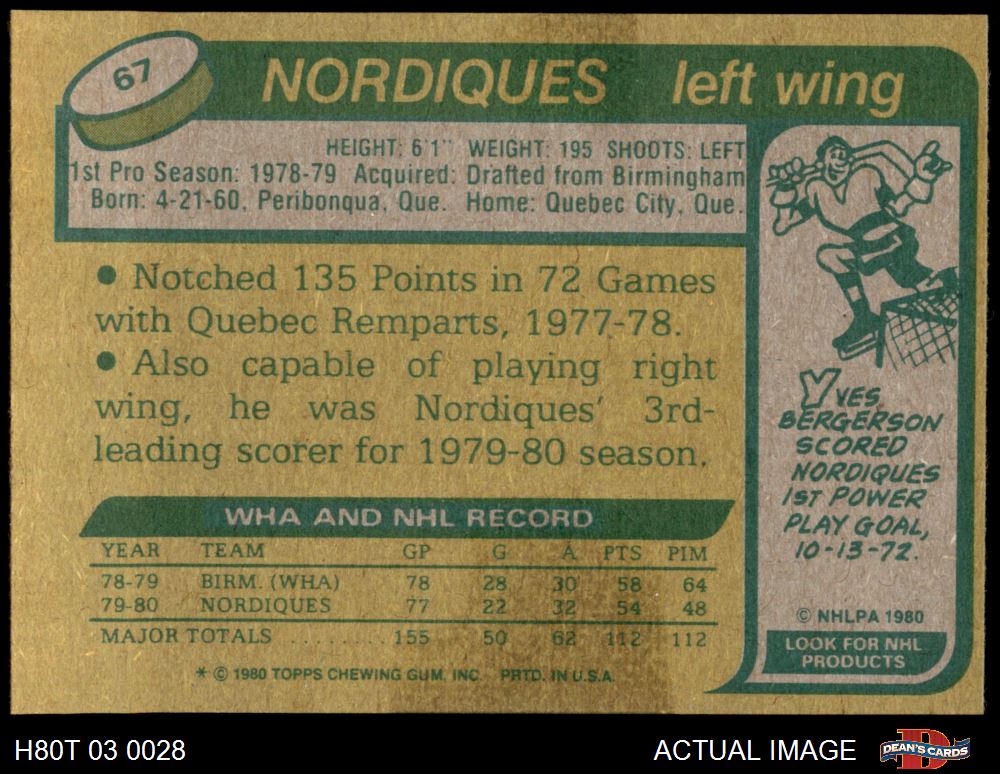 67
NORDIQUES left wing
HEIGHT: 6'1" WEIGHT: 195 SHOOTS: LEFT
1st Pro Season: 1978-79 Acquired: Drafted from Birmingham
Born: 4-21-60, Peribonqua, Que. Home: Quebec City, Que.
• Notched 135 Points in 72 Games
with Quebec Remparts, 1977-78.
• Also capable of playing right
wing, he was Nordiques' 3rd-
leading scorer for 1979-80 season.
WHA AND NHL RECORD
YEAR TEAM GP G A PTS PIM
78-79 BIRM. (WHA) 78 28 30 58 64
79-80 NORDIQUES 77 22 32 54 48
MAJOR TOTALS ........ 155 50 62 112 112
* © 1980 TOPPS CHEWING GUM, INC. PRTD. IN U.S.A.
YVES
BERGERSON
SCORED
NORDIQUES
1ST POWER
PLAY GOAL,
10-13-72.
© NHLPA 1980
LOOK FOR NHL
PRODUCTS
H80T 03 0028
ACTUAL IMAGE
DEAN'S CARDS